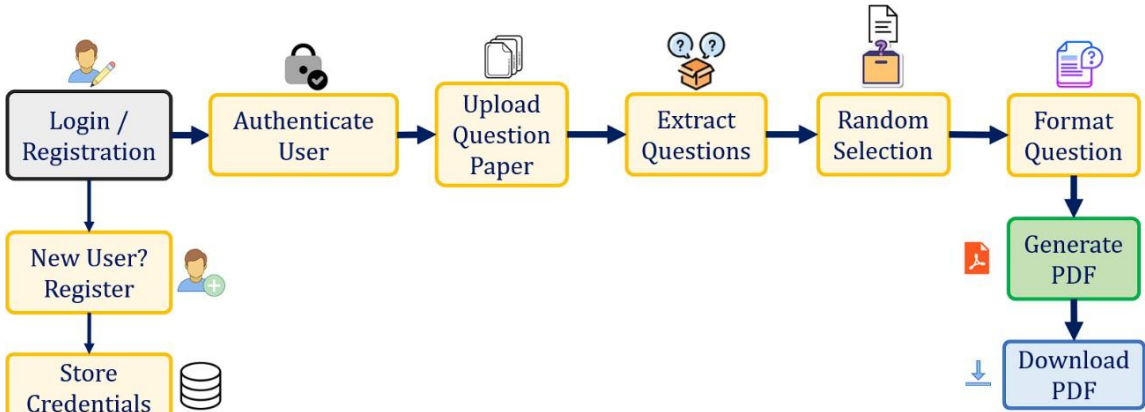 Login /
Registration
Authenticate
User
Upload
Question
Paper
Extract
Questions
Random
Selection
Format
Question
New User?
Register
Generate
PDF
Store
Credentials
Download
PDF